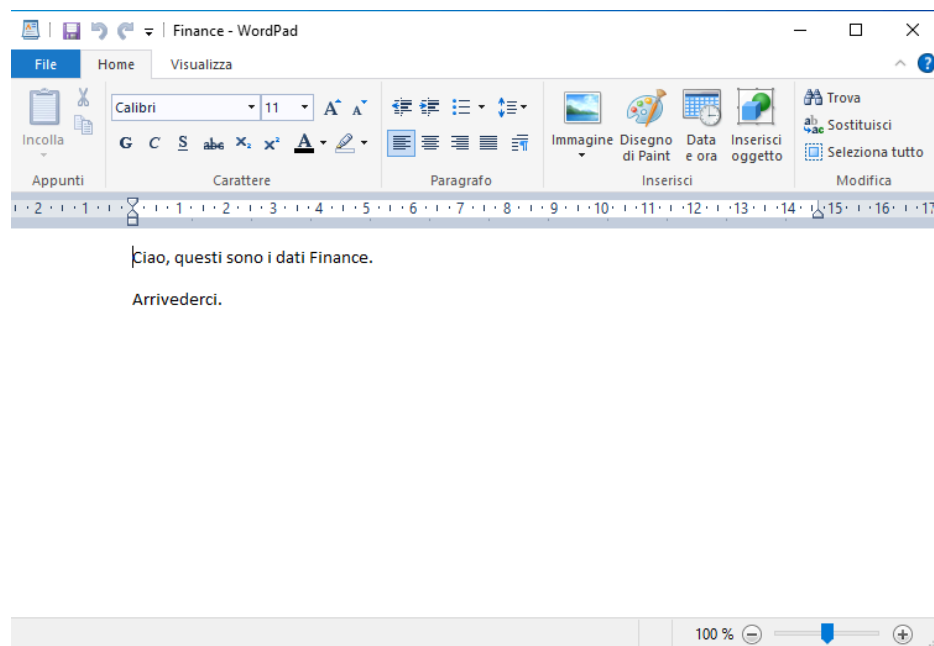 Finance - WordPad
File Home Visualizza
Incolla
Calibri 11 A A
G C S abc X₂ x² A
Immagine
Disegno di Paint
Data e ora
Inserisci oggetto
Trova
Sostituisci
Seleziona tutto
Appunti Carattere Paragrafo Inserisci Modifica
2 1 1 2 3 4 5 6 7 8 9 10 11 12 13 14 15 16 17
Ciao, questi sono i dati Finance.
Arrivederci.
100 %